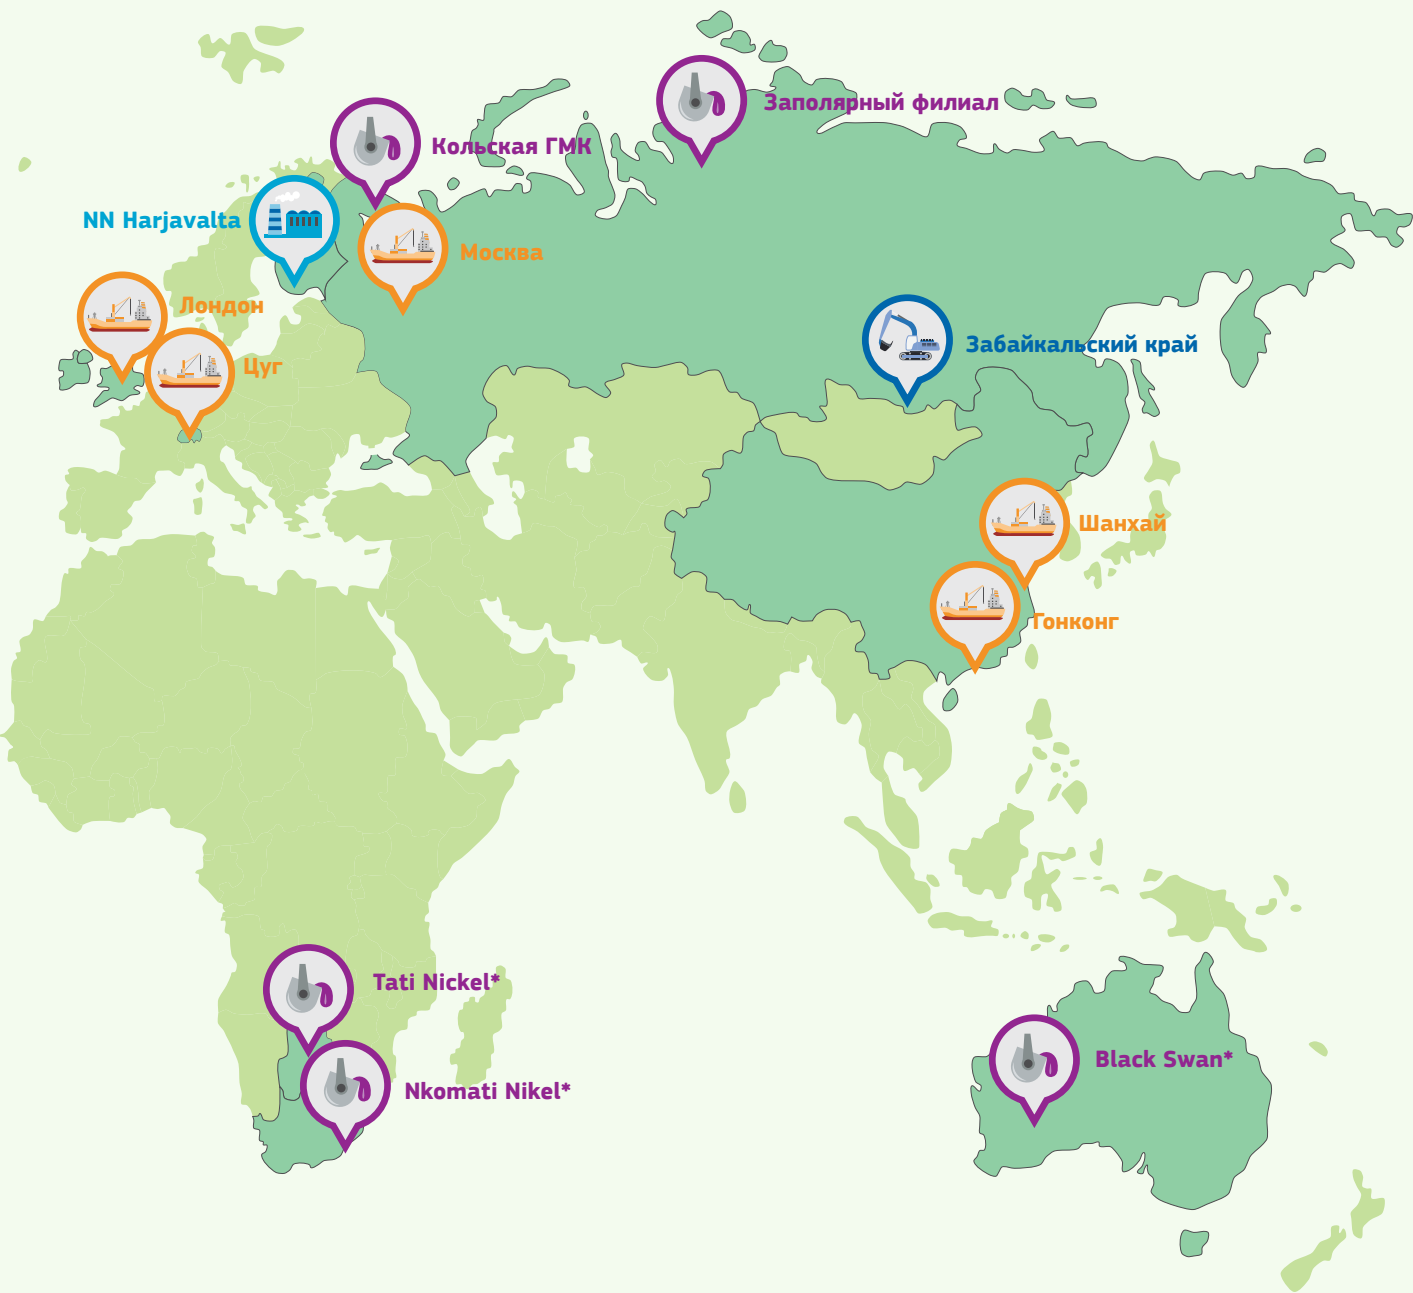 Заполярный филиал
Кольская ГМК
NN Harjavalta
Москва
Лондон
Забайкальский край
Цуг
Шанхай
Гонконг
Tati Nickel*
Black Swan*
Nkomati Nikel*